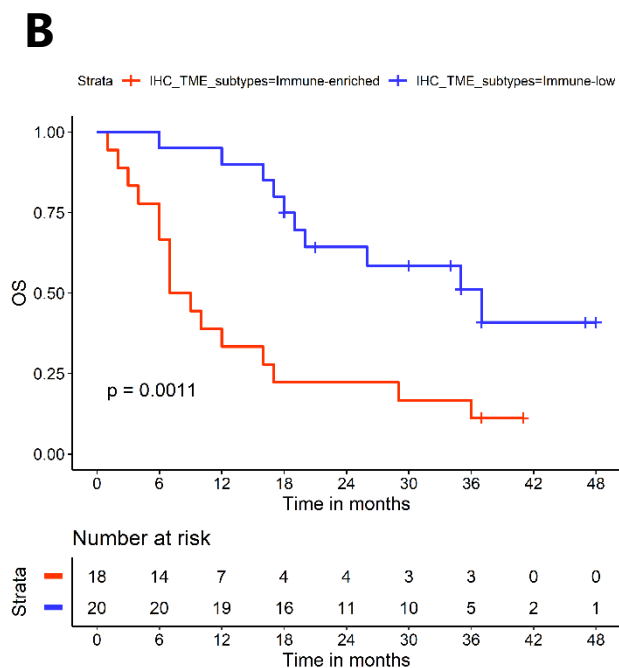 B
Strata IHC_TME_subtypes=Immune-enriched IHC_TME_subtypes=Immune-low
1.00
0.75
0.50
0.25
0.00
OS
p = 0.0011
0 6 12 18 24 30 36 42 48
Time in months
Number at risk
Strata
18 14 7 4 4 3 3 0 0
20 20 19 16 11 10 5 2 1
0 6 12 18 24 30 36 42 48
Time in months